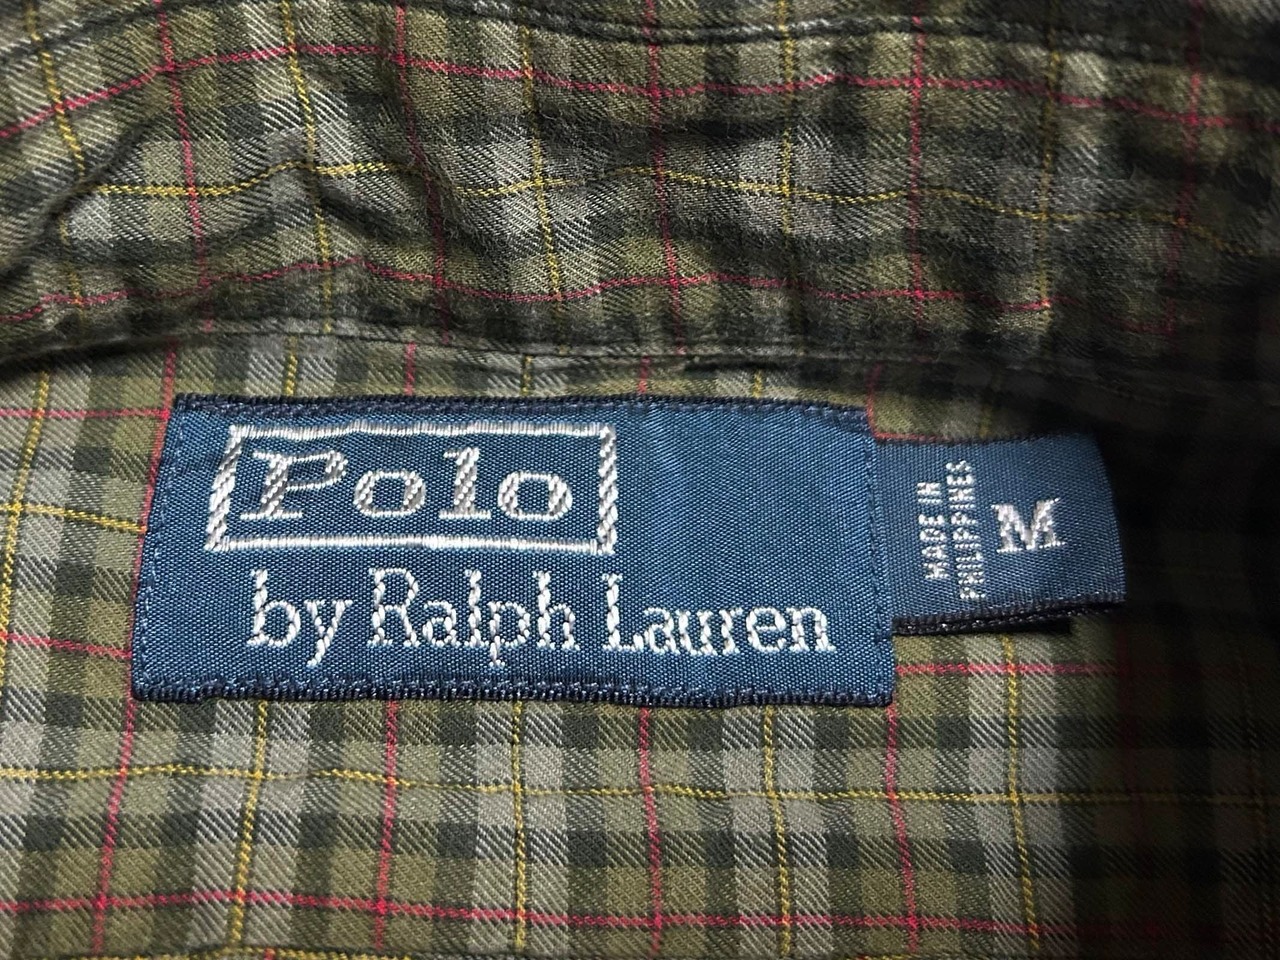 Polo
by Ralph Lauren
MADE IN
PHILIPPINES
M